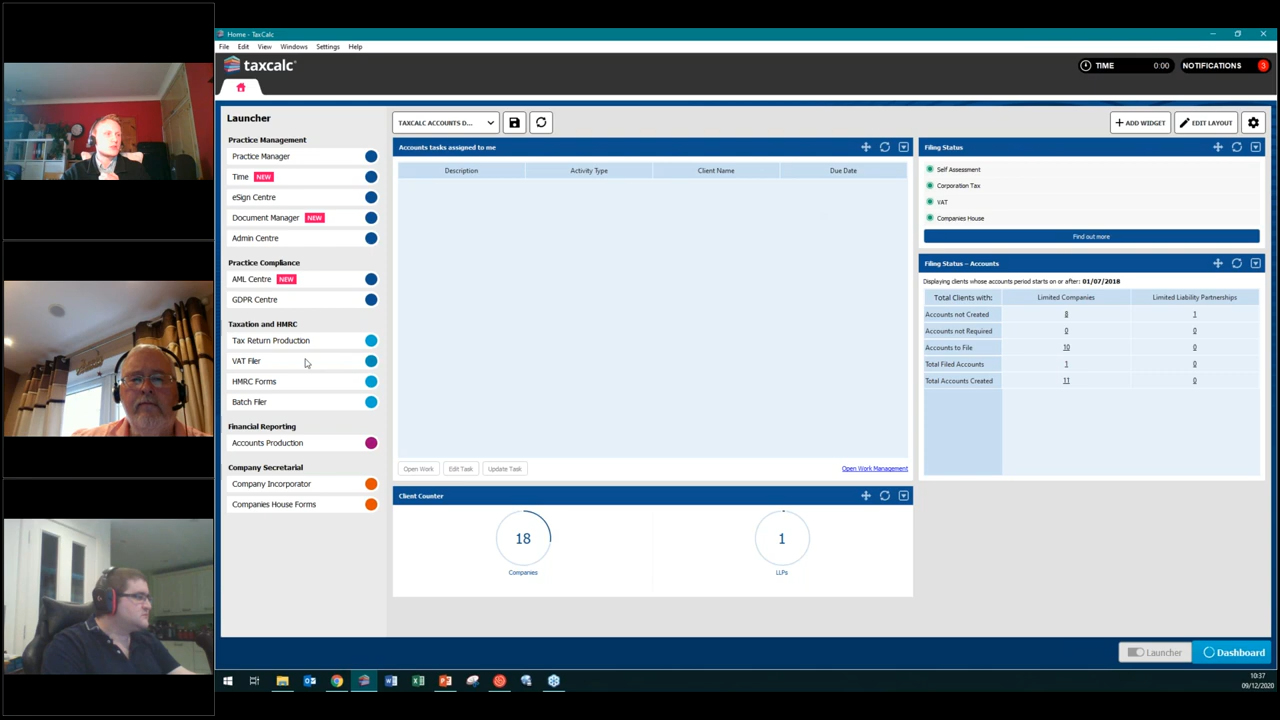 Home - TaxCalc
File Edit View Windows Settings Help
taxcalc
TIME 0:00 NOTIFICATIONS 3
Launcher
Practice Management
Practice Manager
Time NEW
eSign Centre
Document Manager NEW
Admin Centre
Practice Compliance
AML Centre NEW
GDPR Centre
Taxation and HMRC
Tax Return Production
VAT Filer
HMRC Forms
Batch Filer
Financial Reporting
Accounts Production
Company Secretarial
Company Incorporator
Companies House Forms
TAXCALC ACCOUNTS D...
ADD WIDGET EDIT LAYOUT
Accounts tasks assigned to me
Description Activity Type Client Name Due Date
Open Work Edit Task Update Task Open Work Management
Client Counter
18 1
Companies LLPs
Filing Status
Self Assessment
Corporation Tax
VAT
Companies House
Find out more
Filing Status – Accounts
Displaying clients whose accounts period starts on or after: 01/07/2018
Total Clients with: Limited Companies Limited Liability Partnerships
Accounts not Created 8 1
Accounts not Required 0 0
Accounts to File 10 0
Total Filed Accounts 1 0
Total Accounts Created 11 0
Launcher Dashboard
10:37
09/12/2020